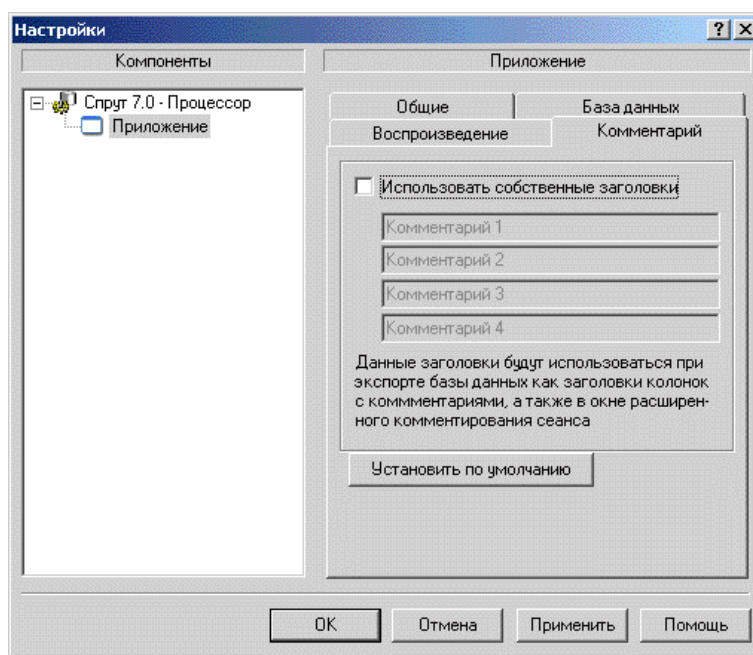 Настройки
Компоненты
Приложение
Спрут 7.0 - Процессор
Приложение
Общие
База данных
Воспроизведение
Комментарий
Использовать собственные заголовки
Комментарий 1
Комментарий 2
Комментарий 3
Комментарий 4
Данные заголовки будут использоваться при
экспорте базы данных как заголовки колонок
с коммментариями, а также в окне расширен-
ного комментирования сеанса
Установить по умолчанию
OK
Отмена
Применить
Помощь